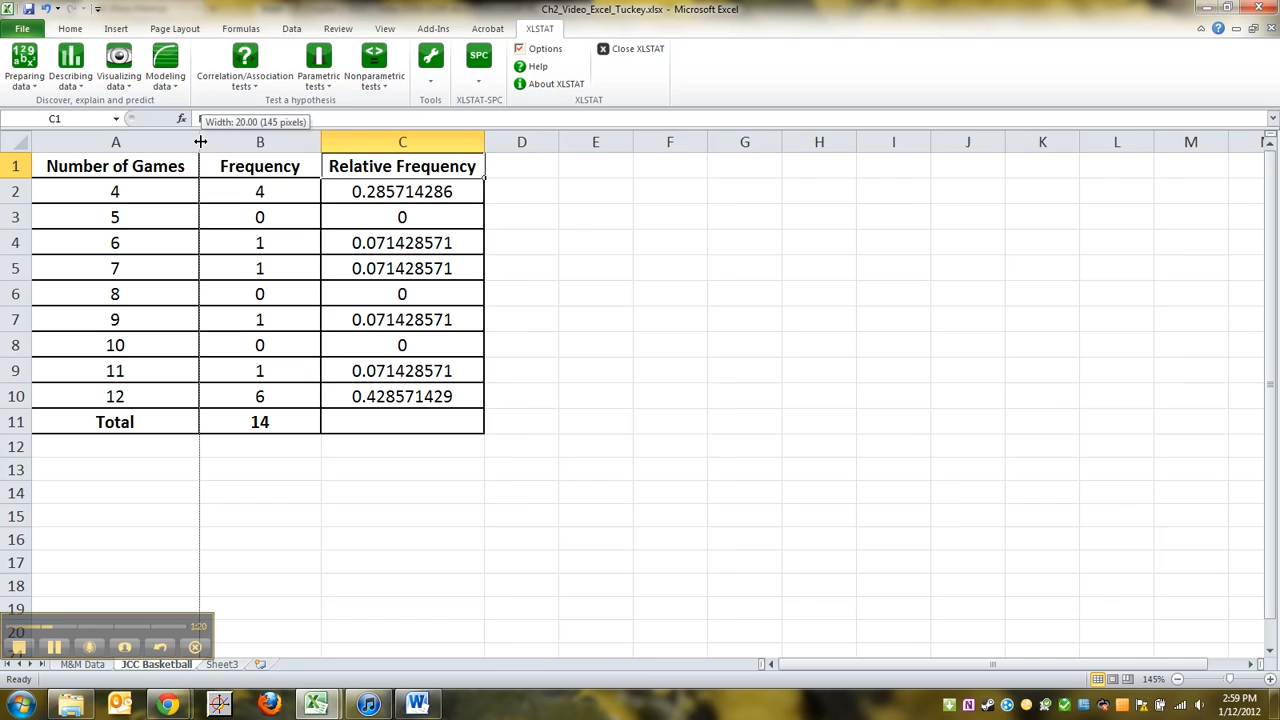 Ch2_Video_Excel_Tuckey.xlsx - Microsoft Excel
File Home Insert Page Layout Formulas Data Review View Add-Ins Acrobat XLSTAT
Preparing data Describing data Visualizing data Modeling data
Discover, explain and predict
Correlation/Association tests Parametric tests Nonparametric tests
Test a hypothesis
Tools
SPC
XLSTAT-SPC
Options
Help
About XLSTAT
Close XLSTAT
XLSTAT
C1 fx
Width: 20.00 (145 pixels)
A B C D E F G H I J K L M
1 Number of Games Frequency Relative Frequency
2 4 4 0.285714286
3 5 0 0
4 6 1 0.071428571
5 7 1 0.071428571
6 8 0 0
7 9 1 0.071428571
8 10 0 0
9 11 1 0.071428571
10 12 6 0.428571429
11 Total 14
12
13
14
15
16
17
18
19
20
1:20
M&M Data JCC Basketball Sheet3
Ready 145%
2:59 PM
1/12/2012